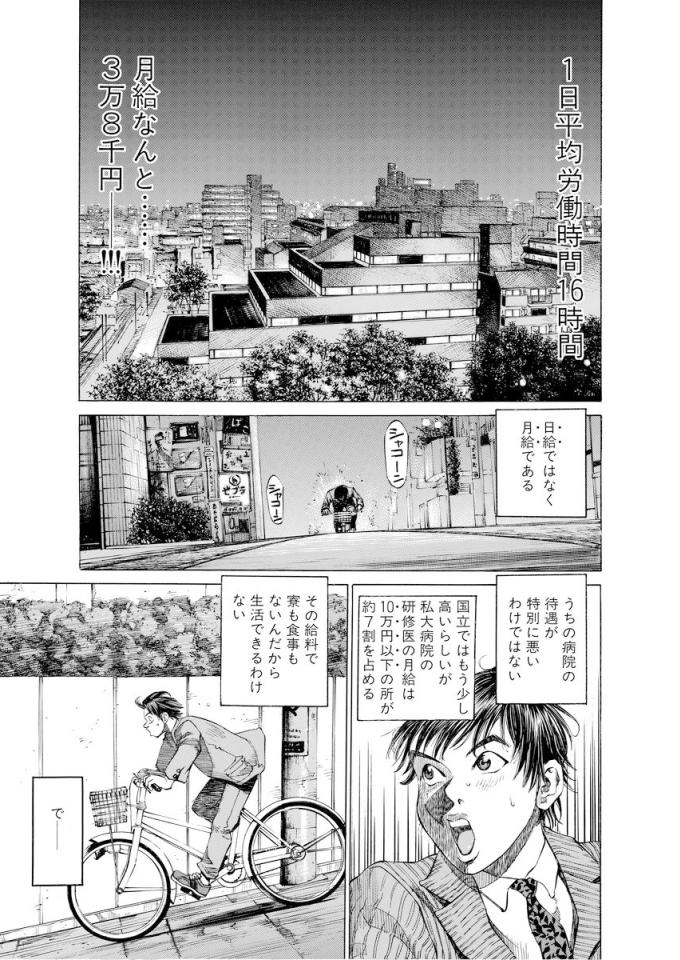 1日平均労働時間16時間
月給なんと……
3万8千円──!!!
日給ではなく
月給である
シャコーン
シャコーン
ゼブラ
うちの病院の
待遇が
特別に悪い
わけではない
国立ではもう少し
高いらしいが
私大病院の
研修医の月給は
10万円以下の所が
約7割を占める
その給料で
寮も食事も
ないんだから
生活できるわけ
ない
で──